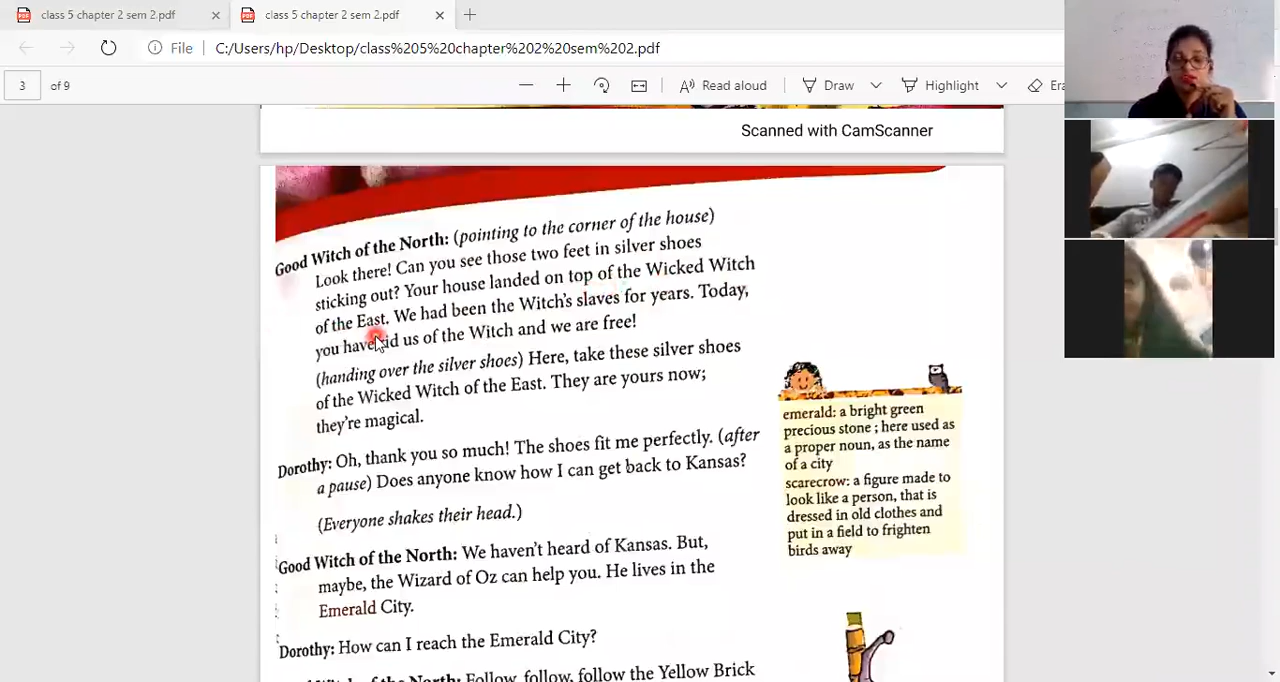 class 5 chapter 2 sem 2.pdf
class 5 chapter 2 sem 2.pdf
File
C:/Users/hp/Desktop/class%205%20chapter%202%20sem%202.pdf
3 of 9
Read aloud
Draw
Highlight
Scanned with CamScanner
Good Witch of the North: (pointing to the corner of the house)
Look there! Can you see those two feet in silver shoes
sticking out? Your house landed on top of the Wicked Witch
of the East. We had been the Witch's slaves for years. Today,
you have rid us of the Witch and we are free!
(handing over the silver shoes) Here, take these silver shoes
of the Wicked Witch of the East. They are yours now;
they're magical.
Dorothy: Oh, thank you so much! The shoes fit me perfectly. (after
a pause) Does anyone know how I can get back to Kansas?
(Everyone shakes their head.)
Good Witch of the North: We haven't heard of Kansas. But,
maybe, the Wizard of Oz can help you. He lives in the
Emerald City.
Dorothy: How can I reach the Emerald City?
of the North: Follow, follow, follow the Yellow Brick
emerald: a bright green
precious stone ; here used as
a proper noun, as the name
of a city
scarecrow: a figure made to
look like a person, that is
dressed in old clothes and
put in a field to frighten
birds away